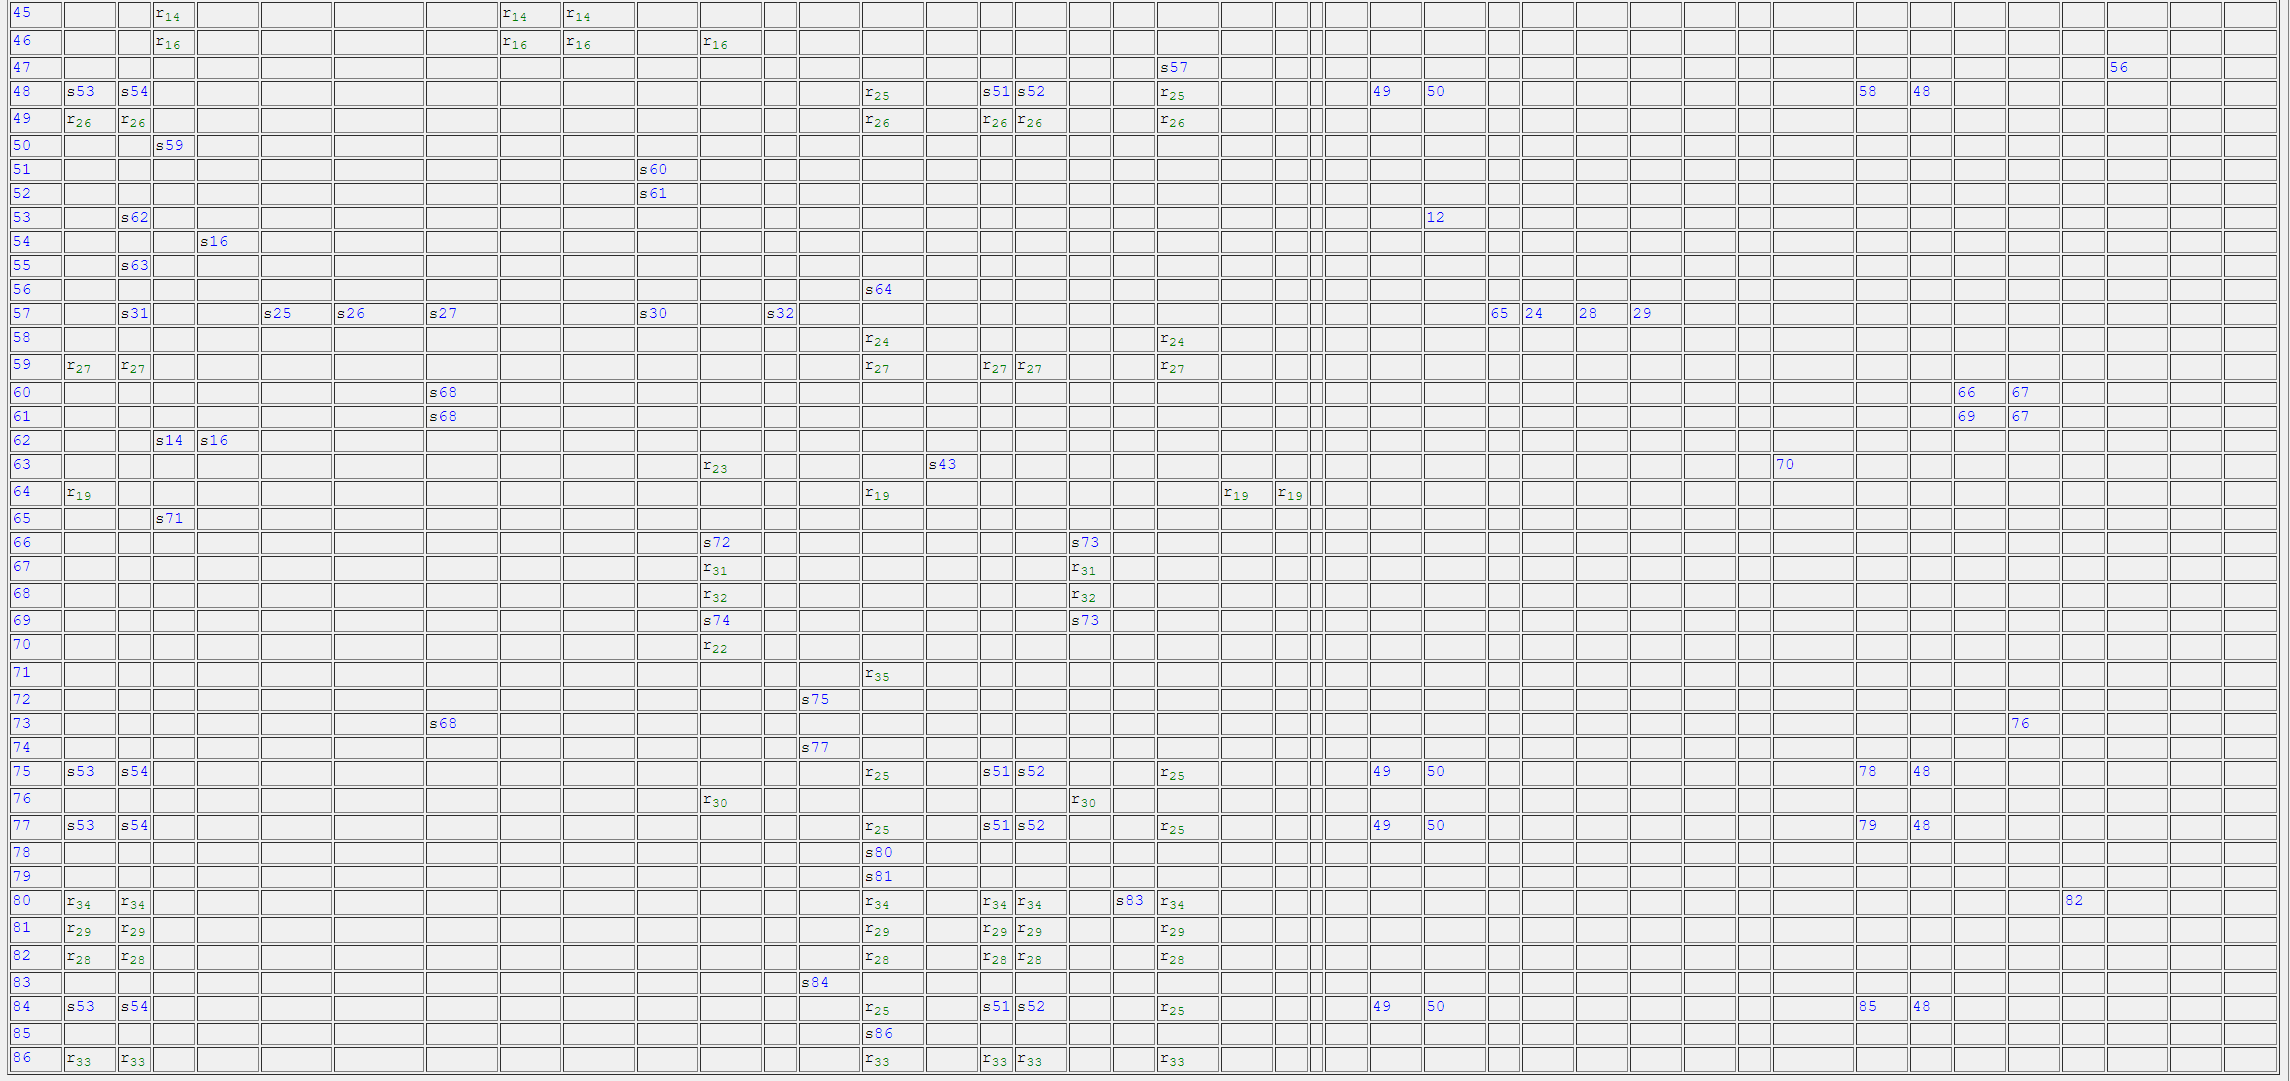 45 r14 r14 r14
46 r16 r16 r16 r16
47 s57 56
48 s53 s54 r25 s51 s52 r25 49 50 58 48
49 r26 r26 r26 r26 r26 r26
50 s59
51 s60
52 s61
53 s62 12
54 s16
55 s63
56 s64
57 s31 s25 s26 s27 s30 s32 65 24 28 29
58 r24 r24
59 r27 r27 r27 r27 r27 r27
60 s68 66 67
61 s68 69 67
62 s14 s16
63 r23 s43 70
64 r19 r19 r19 r19
65 s71
66 s72 s73
67 r31 r31
68 r32 r32
69 s74 s73
70 r22
71 r35
72 s75
73 s68 76
74 s77
75 s53 s54 r25 s51 s52 r25 49 50 78 48
76 r30 r30
77 s53 s54 r25 s51 s52 r25 49 50 79 48
78 s80
79 s81
80 r34 r34 r34 r34 r34 s83 r34 82
81 r29 r29 r29 r29 r29 r29
82 r28 r28 r28 r28 r28 r28
83 s84
84 s53 s54 r25 s51 s52 r25 49 50 85 48
85 s86
86 r33 r33 r33 r33 r33 r33